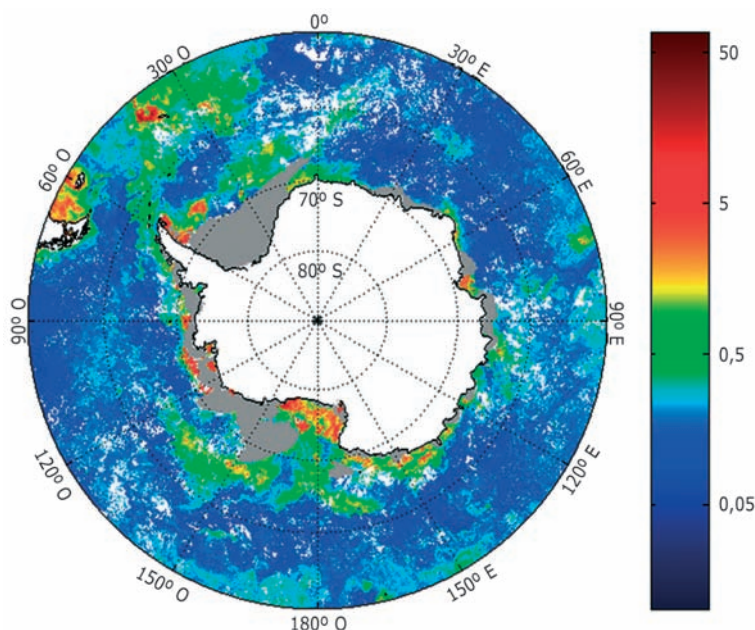 0º
30º E
60º E
90º E
120º E
150º E
180º O
150º O
120º O
90º O
60º O
30º O
70º S
80º S
50
5
0,5
0,05